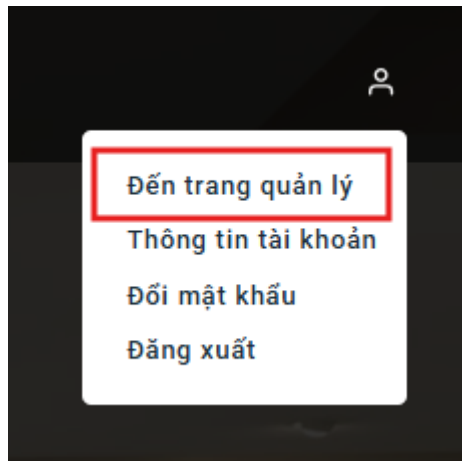 Đến trang quản lý
Thông tin tài khoản
Đổi mật khẩu
Đăng xuất